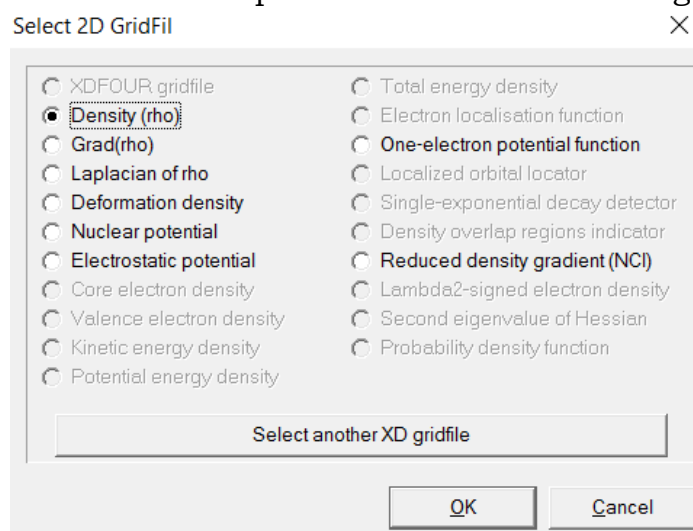 Select 2D GridFil
XDFOUR gridfile
Density (rho)
Grad(rho)
Laplacian of rho
Deformation density
Nuclear potential
Electrostatic potential
Core electron density
Valence electron density
Kinetic energy density
Potential energy density
Total energy density
Electron localisation function
One-electron potential function
Localized orbital locator
Single-exponential decay detector
Density overlap regions indicator
Reduced density gradient (NCI)
Lambda2-signed electron density
Second eigenvalue of Hessian
Probability density function
Select another XD gridfile
OK
Cancel